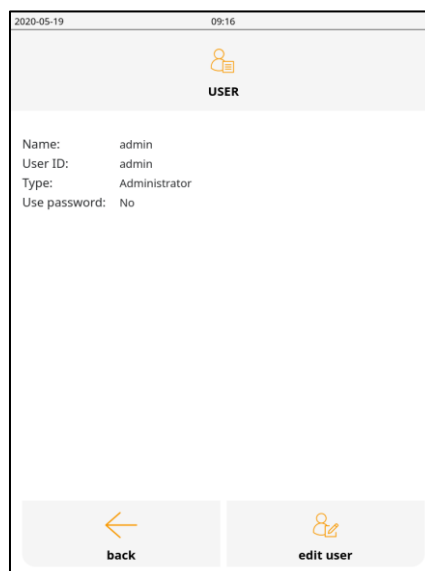 2020-05-19 09:16
USER
Name: admin
User ID: admin
Type: Administrator
Use password: No
back edit user